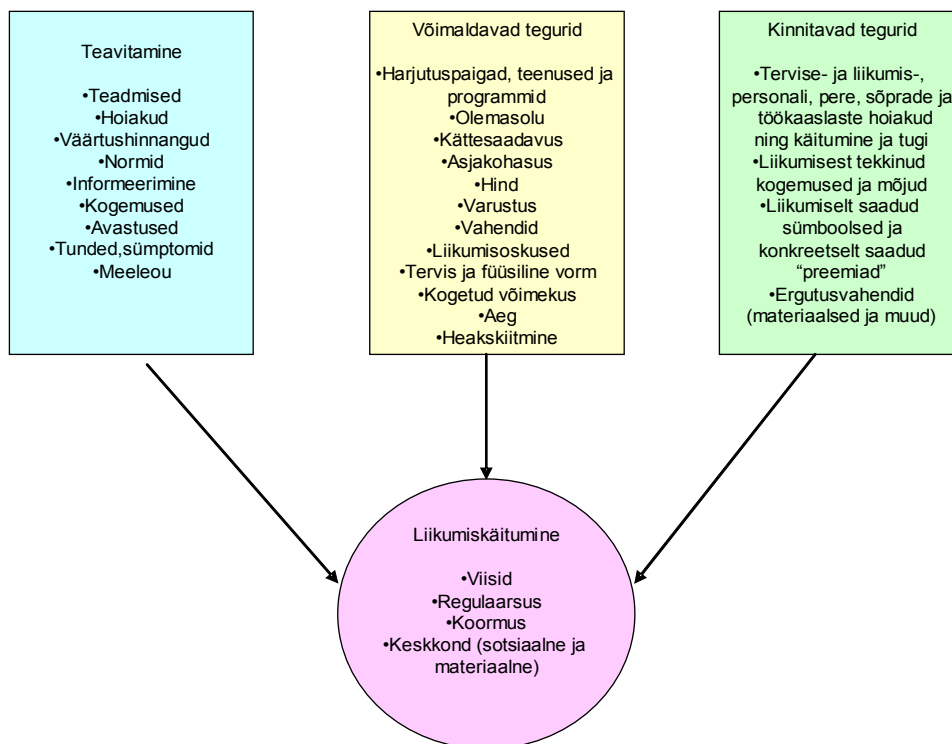 Teavitamine
•Teadmised
•Hoiakud
•Väärtushinnangud
•Normid
•Informeerimine
•Kogemused
•Avastused
•Tunded,sümptomid
•Meeleou
Võimaldavad tegurid
•Harjutuspaigad, teenused ja
programmid
•Olemasolu
•Kättesaadavus
•Asjakohasus
•Hind
•Varustus
•Vahendid
•Liikumisoskused
•Tervis ja füüsiline vorm
•Kogetud võimekus
•Aeg
•Heakskiitmine
Kinnitavad tegurid
•Tervise- ja liikumis-,
personali, pere, sõprade ja
töökaaslaste hoiakud
ning käitumine ja tugi
•Liikumisest tekkinud
kogemused ja mõjud
•Liikumiselt saadud
sümboolsed ja
konkreetselt saadud
“preemiad”
•Ergutusvahendid
(materiaalsed ja muud)
Liikumiskäitumine
•Viisid
•Regulaarsus
•Koormus
•Keskkond (sotsiaalne ja
materiaalne)